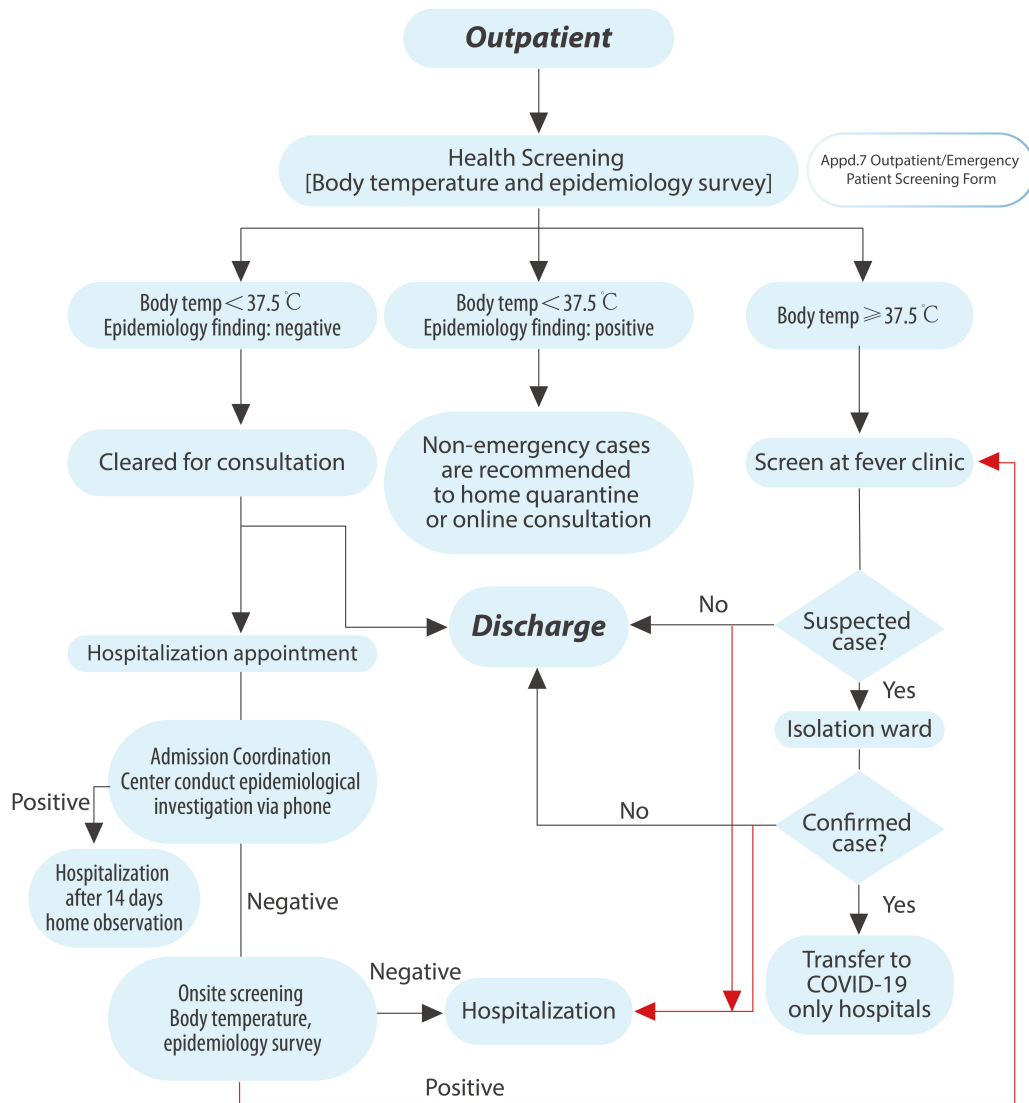 Outpatient
Health Screening
[Body temperature and epidemiology survey]
Appd.7 Outpatient/Emergency
Patient Screening Form
Body temp＜37.5℃
Epidemiology finding: negative
Body temp＜37.5℃
Epidemiology finding: positive
Body temp≥37.5℃
Cleared for consultation
Non-emergency cases
are recommended
to home quarantine
or online consultation
Screen at fever clinic
Discharge
No
Suspected
case?
Yes
Hospitalization appointment
Isolation ward
Admission Coordination
Center conduct epidemiological
investigation via phone
Positive
No
Confirmed
case?
Hospitalization
after 14 days
home observation
Negative
Yes
Transfer to
COVID-19
only hospitals
Onsite screening
Body temperature,
epidemiology survey
Negative
Hospitalization
Positive